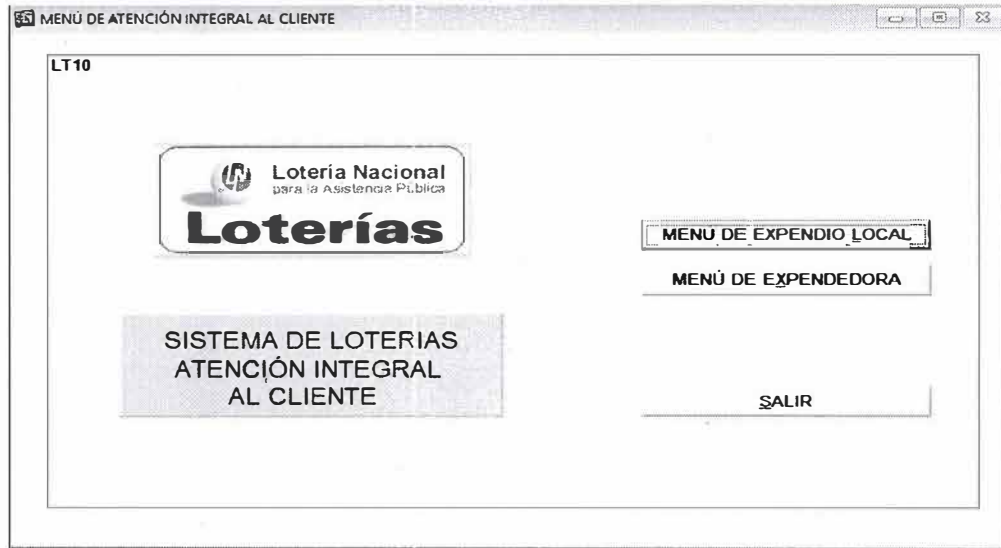 MENÚ DE ATENCIÓN INTEGRAL AL CLIENTE
LT10
Lotería Nacional
para la Asistencia Pública
Loterías
MENÚ DE EXPENDIO LOCAL
MENÚ DE EXPENDEDORA
SISTEMA DE LOTERIAS
ATENCIÓN INTEGRAL
AL CLIENTE
SALIR